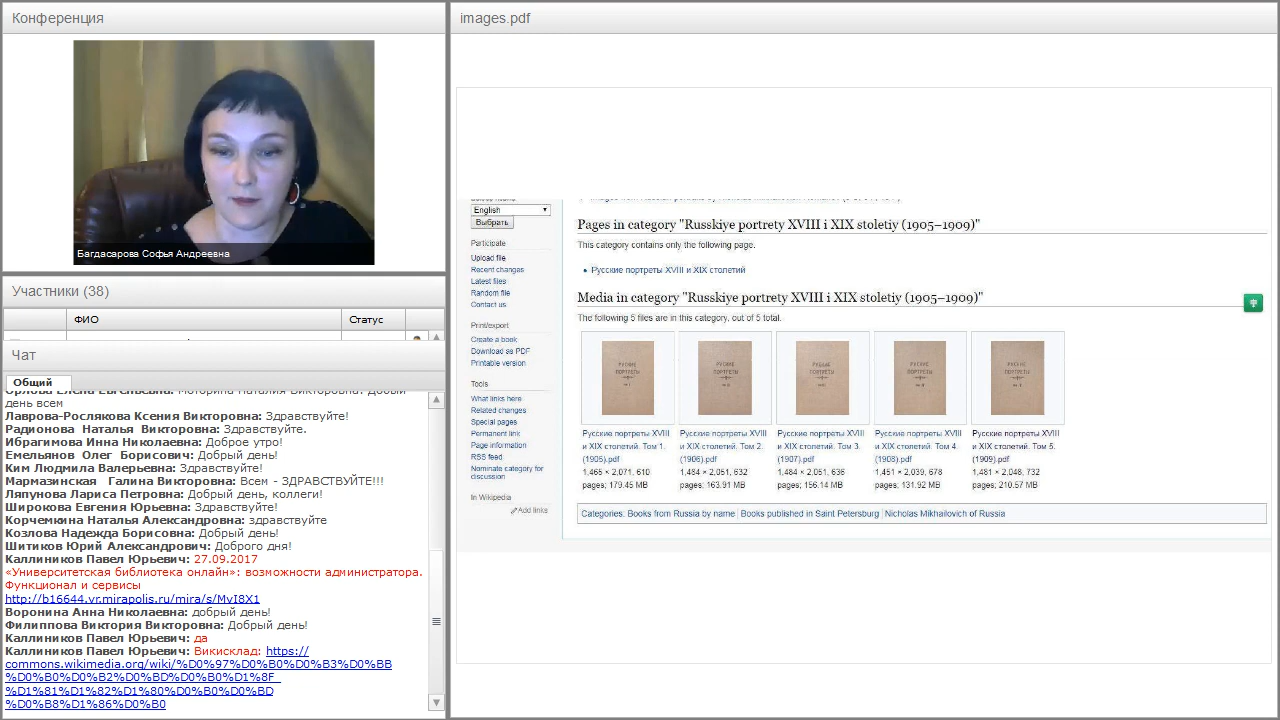 Конференция
Багдасарова Софья Андреевна
Участники (38)
ФИО
Статус
Чат
Общий
день всем
Лаврова-Рослякова Ксения Викторовна: Здравствуйте!
Радионова Наталья Викторовна: Здравствуйте.
Ибрагимова Инна Николаевна: Доброе утро!
Емельянов Олег Борисович: Добрый день!
Ким Людмила Валерьевна: Здравствуйте!
Мармазинская Галина Викторовна: Всем - ЗДРАВСТВУЙТЕ!!!
Ляпунова Лариса Петровна: Добрый день, коллеги!
Широкова Евгения Юрьевна: Здравствуйте!
Корчемкина Наталья Александровна: здравствуйте
Козлова Надежда Борисовна: Добрый день!
Шитиков Юрий Александрович: Доброго дня!
Каллиников Павел Юрьевич: 27.09.2017
«Университетская библиотека онлайн»: возможности администратора.
Функционал и сервисы
http://b16644.vr.mirapolis.ru/mira/s/MvI8X1
Воронина Анна Николаевна: добрый день!
Филиппова Виктория Викторовна: Добрый день!
Каллиников Павел Юрьевич: да
Каллиников Павел Юрьевич: Викисклад: https://
commons.wikimedia.org/wiki/%D0%97%D0%B0%D0%B3%D0%BB
%D0%B0%D0%B2%D0%BD%D0%B0%D1%8F_
%D1%81%D1%82%D1%80%D0%B0%D0%BD
%D0%B8%D1%86%D0%B0
images.pdf
English
Выбрать
Participate
Upload file
Recent changes
Latest files
Random file
Contact us
Print/export
Create a book
Download as PDF
Printable version
Tools
What links here
Related changes
Special pages
Permanent link
Page information
RSS feed
Nominate category for
discussion
In Wikipedia
Add links
Pages in category "Russkiye portrety XVIII i XIX stoletiy (1905–1909)"
This category contains only the following page.
Русские портреты XVIII и XIX столетий
Media in category "Russkiye portrety XVIII i XIX stoletiy (1905–1909)"
The following 5 files are in this category, out of 5 total.
РУССКИЕ
ПОРТРЕТЫ
РУССКИЕ
ПОРТРЕТЫ
РУССКИЕ
ПОРТРЕТЫ
РУССКИЕ
ПОРТРЕТЫ
РУССКИЕ
ПОРТРЕТЫ
Русские портреты XVIII
и XIX столетий. Том 1.
(1905).pdf
1,465 × 2,071, 610
pages; 179.45 MB
Русские портреты XVIII
и XIX столетий. Том 2.
(1906).pdf
1,480 × 2,051, 632
pages; 163.91 MB
Русские портреты XVIII
и XIX столетий. Том 3.
(1907).pdf
1,484 × 2,051, 636
pages; 156.14 MB
Русские портреты XVIII
и XIX столетий. Том 4.
(1908).pdf
1,451 × 2,039, 678
pages; 131.92 MB
Русские портреты XVIII
и XIX столетий. Том 5.
(1909).pdf
1,481 × 2,048, 732
pages; 210.57 MB
Categories: Books from Russia by name | Books published in Saint Petersburg | Nicholas Mikhailovich of Russia